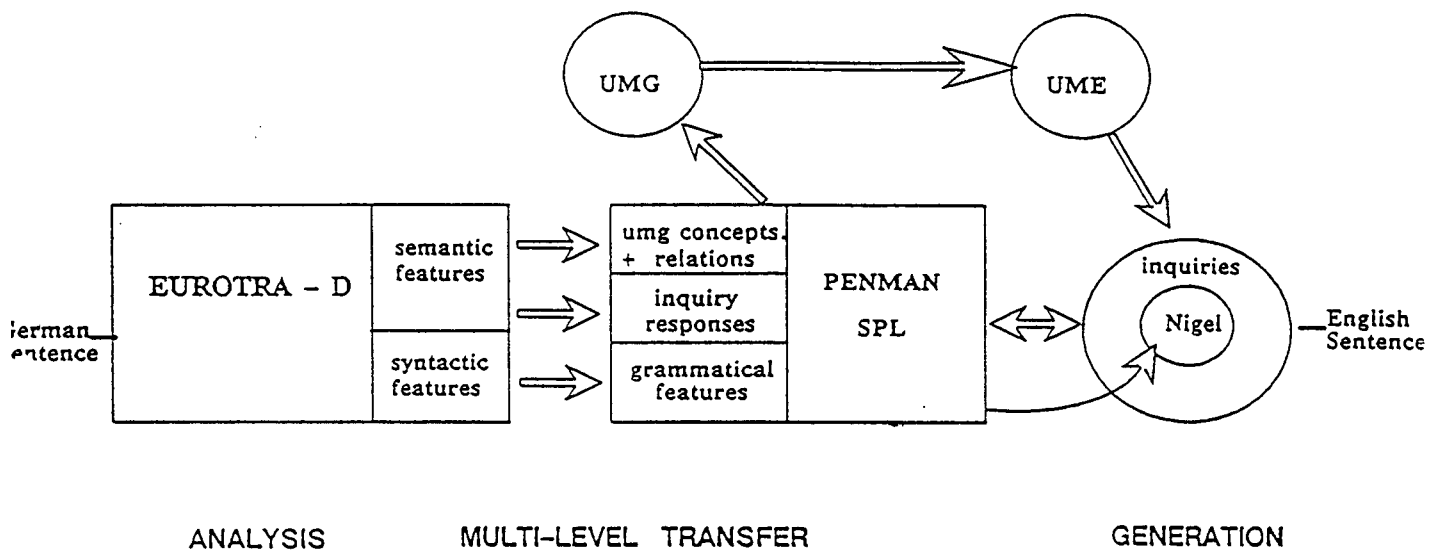 UMG
UME
EUROTRA - D
semantic
features
syntactic
features
umg concepts
+ relations
inquiry
responses
grammatical
features
PENMAN
SPL
inquiries
Nigel
English
Sentence
ANALYSIS
MULTI-LEVEL TRANSFER
GENERATION